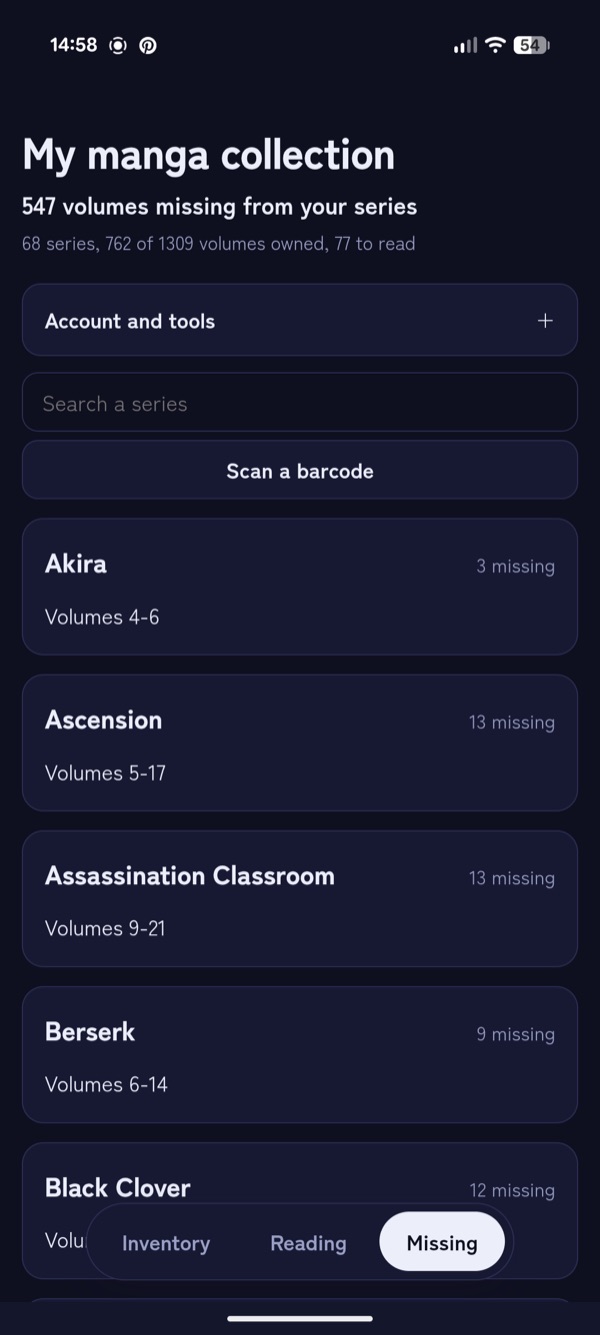 14:58
54
My manga collection
547 volumes missing from your series
68 series, 762 of 1309 volumes owned, 77 to read
Account and tools
+
Search a series
Scan a barcode
Akira
3 missing
Volumes 4-6
Ascension
13 missing
Volumes 5-17
Assassination Classroom
13 missing
Volumes 9-21
Berserk
9 missing
Volumes 6-14
Black Clover
12 missing
Inventory
Reading
Missing